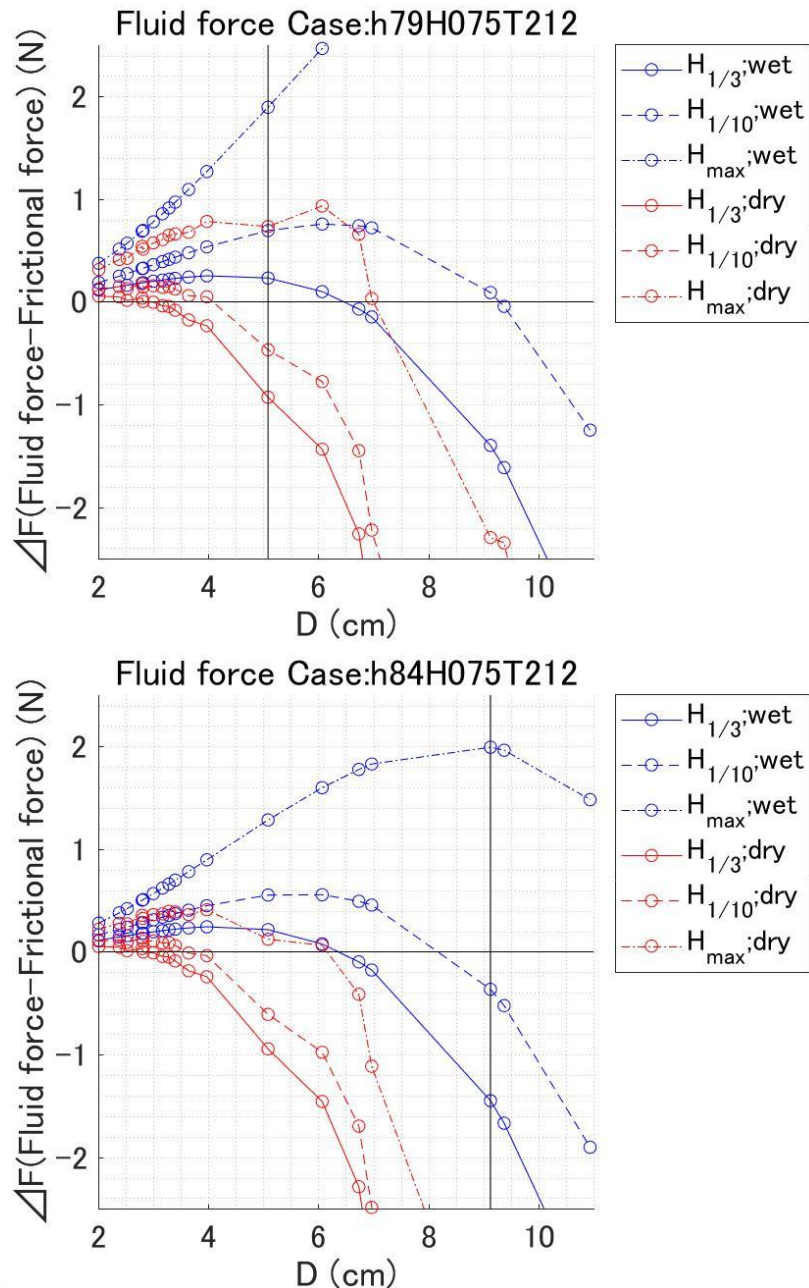 Fluid force Case:h79H075T212
⊿F(Fluid force-Frictional force) (N)
2
1
0
-1
-2
2 4 6 8 10
D (cm)
H1/3;wet
H1/10;wet
Hmax;wet
H1/3;dry
H1/10;dry
Hmax;dry
Fluid force Case:h84H075T212
⊿F(Fluid force-Frictional force) (N)
2
1
0
-1
-2
2 4 6 8 10
D (cm)
H1/3;wet
H1/10;wet
Hmax;wet
H1/3;dry
H1/10;dry
Hmax;dry